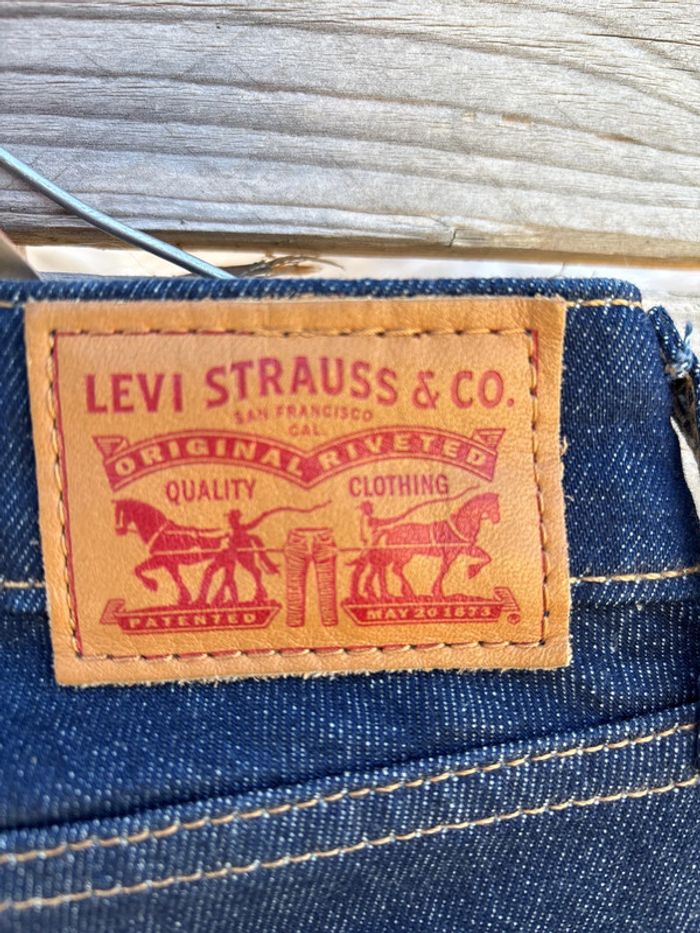 LEVI STRAUSS & CO.
SAN FRANCISCO
CAL.
ORIGINAL RIVETED
QUALITY CLOTHING
PATENTED MAY 20 1873